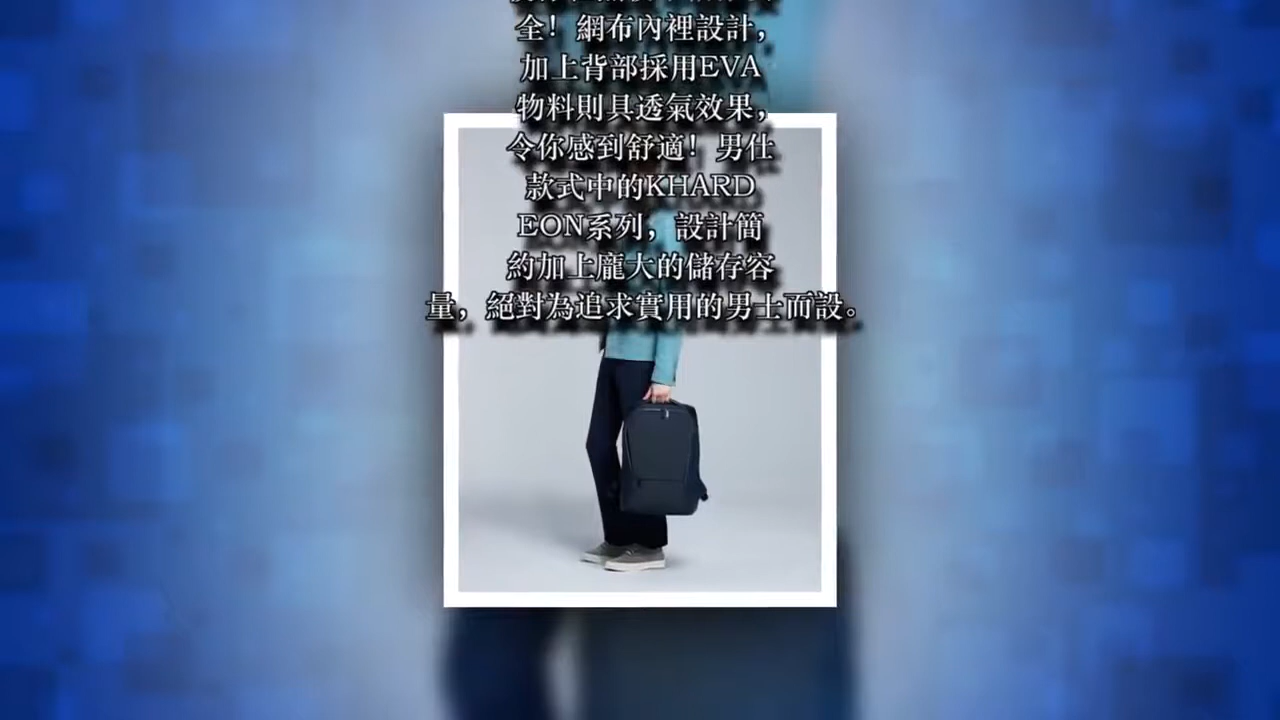 全！網布內裡設計，
加上背部採用EVA
物料則具透氣效果，
令你感到舒適！男仕
款式中的KHARD
EON系列，設計簡
約加上龐大的儲存容
量，絕對為追求實用的男士而設。